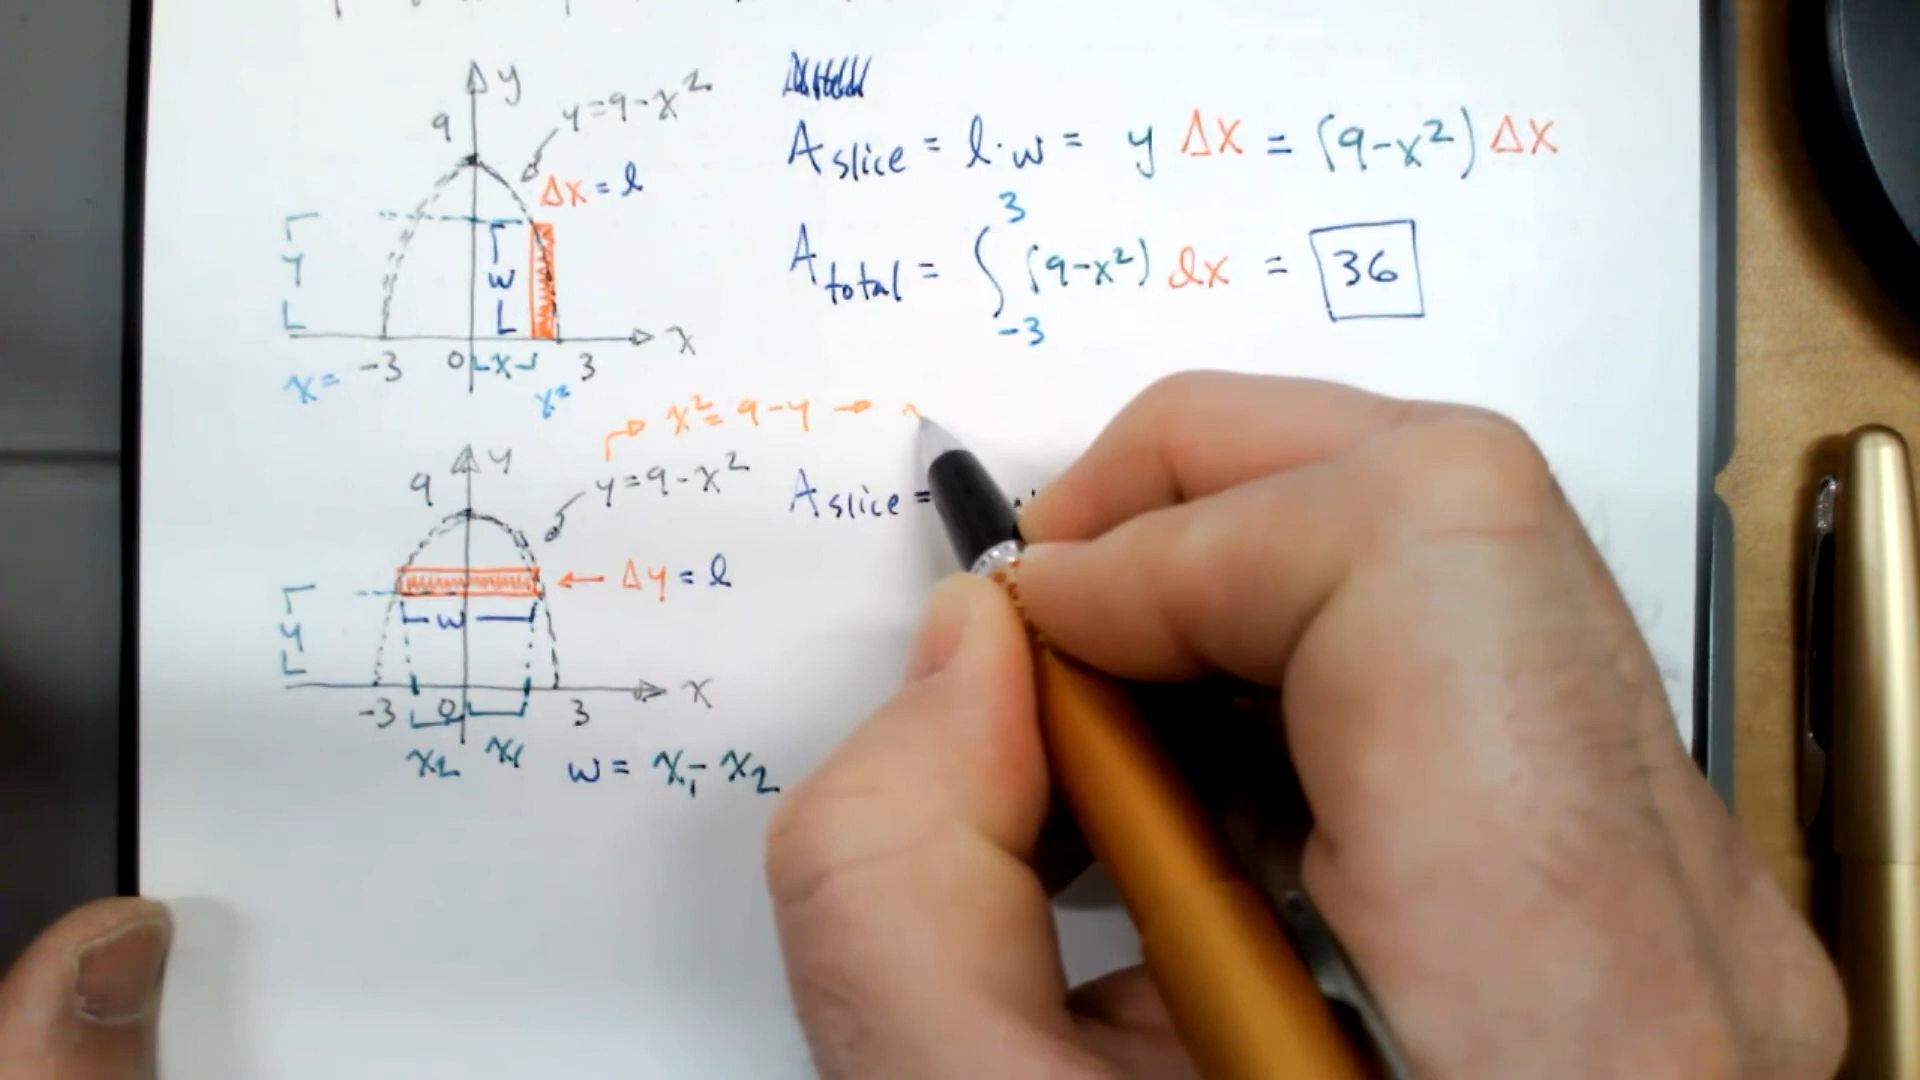 y
9
y=9-x²
Δx = l
Y
w
-3 0 x 3 x
x= x=
A slice = l·w = y Δx = (9-x²) Δx
A total = ∫ 3 -3 (9-x²) dx = 36
x² = 9-y →
9 y
y=9-x²
A slice =
← Δy = l
w
y
-3 0 3 x
x₂ x₁ w = x₁- x₂